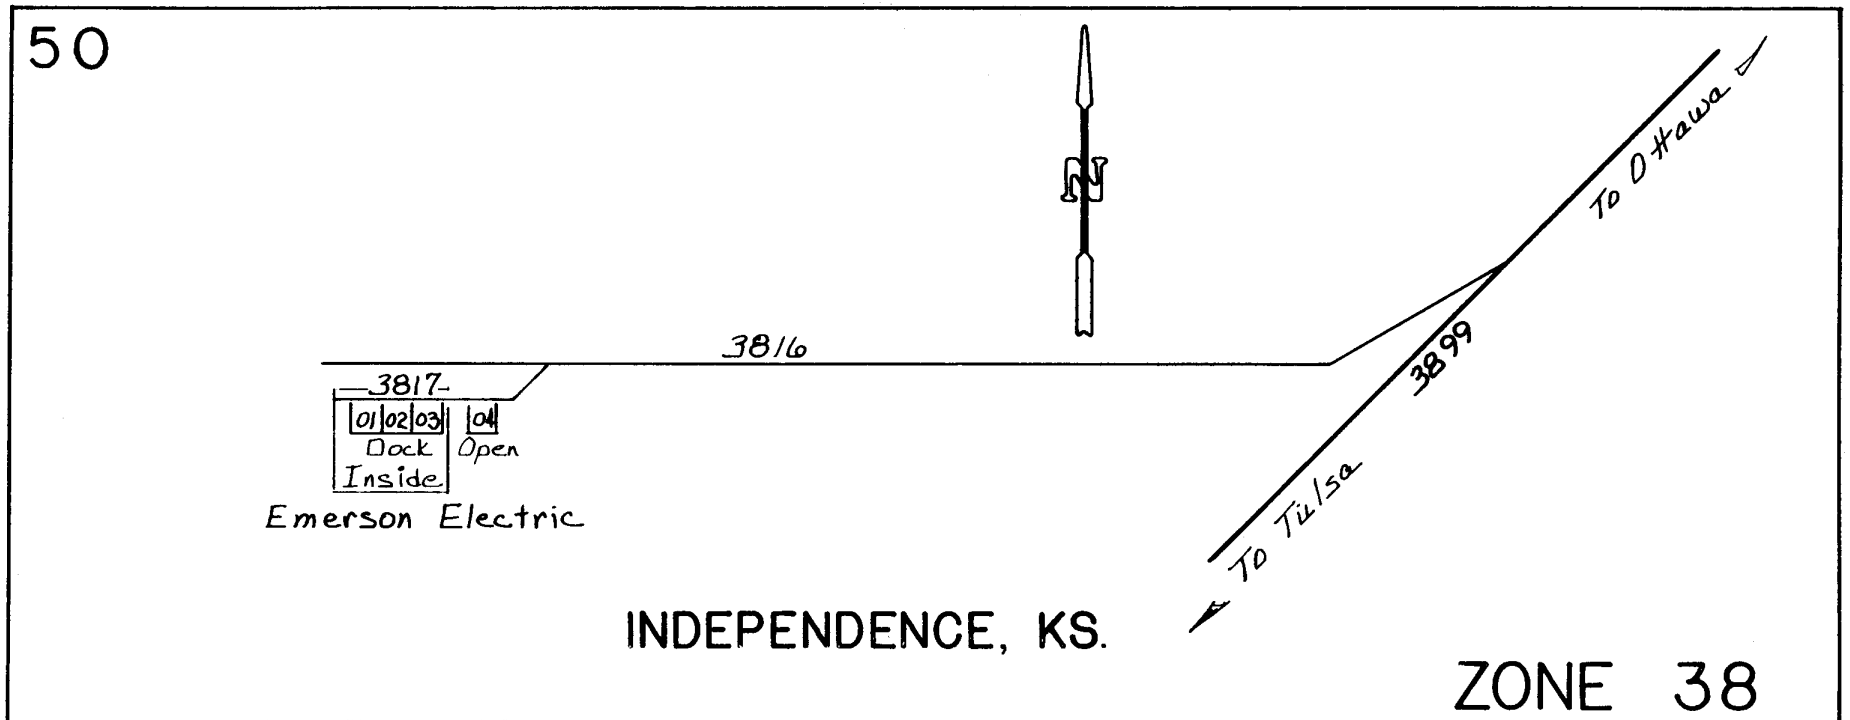 50
N
To Ottawa
3816
3899
3817
01 02 03 04
Dock Open
Inside
Emerson Electric
To Tulsa
INDEPENDENCE, KS.
ZONE 38